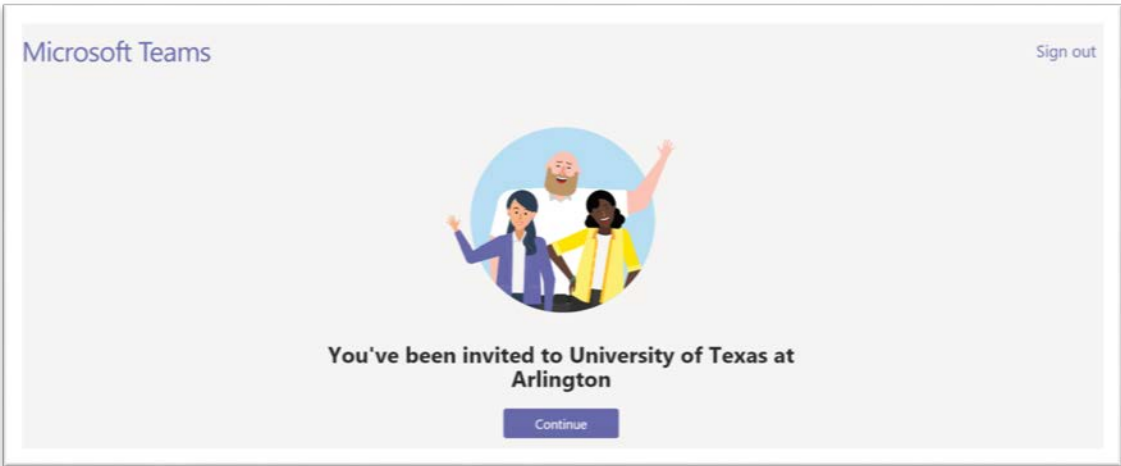 Microsoft Teams
Sign out
You've been invited to University of Texas at
Arlington
Continue